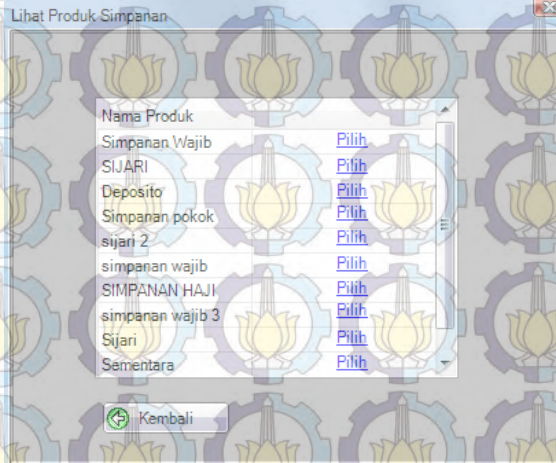 Lihat Produk Simpanan
Nama Produk
Simpanan Wajib Pilih
SIJARI Pilih
Deposito Pilih
Simpanan pokok Pilih
sijari 2 Pilih
simpanan wajib Pilih
SIMPANAN HAJI Pilih
simpanan wajib 3 Pilih
Sijari Pilih
Sementara Pilih
Kembali